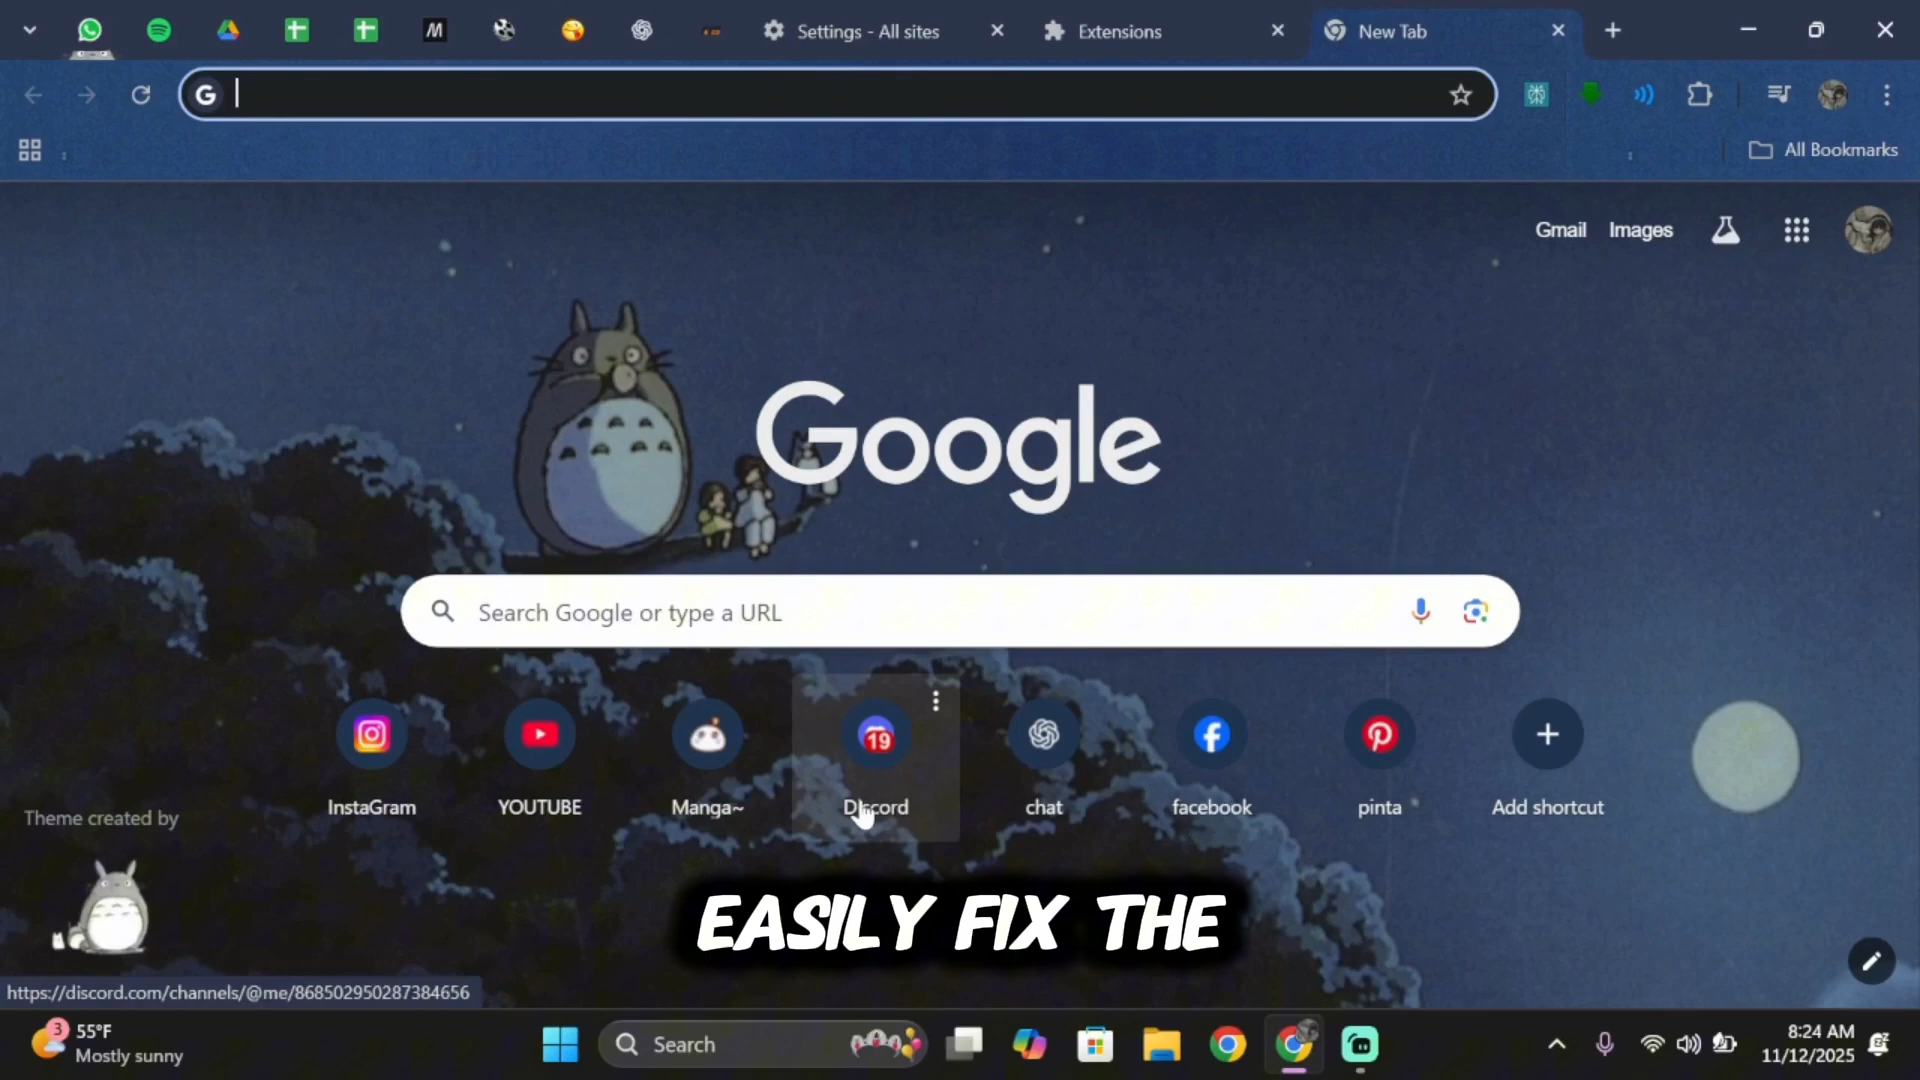 Settings - All sites
Extensions
New Tab
All Bookmarks
Gmail Images
Google
Search Google or type a URL
19
InstaGram YOUTUBE Manga~ DIscord chat facebook pinta Add shortcut
Theme created by
EASILY FIX THE
https://discord.com/channels/@me/868502950287384656
3 55°F
Mostly sunny
Search
8:24 AM
11/12/2025